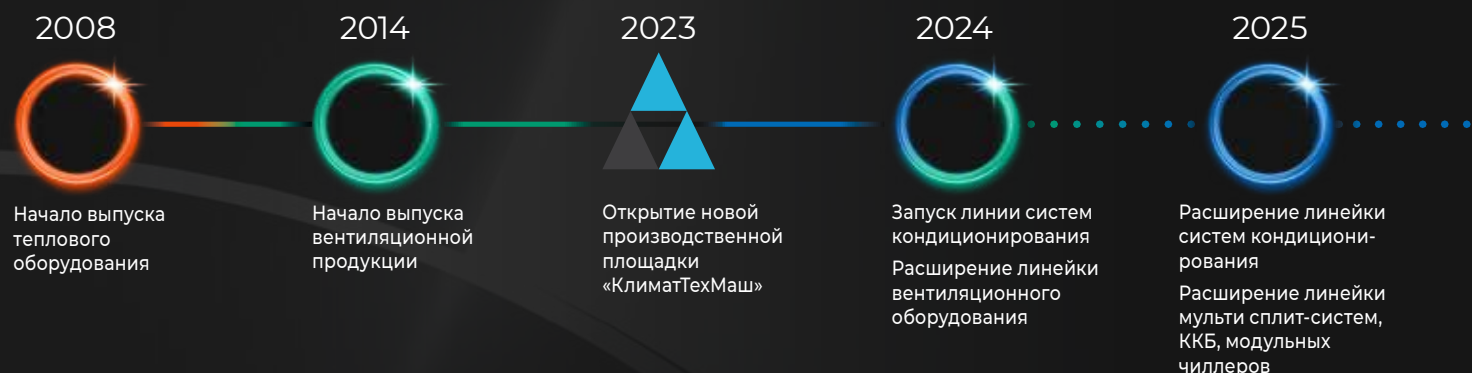 2008
Начало выпуска
теплового
оборудования
2014
Начало выпуска
вентиляционной
продукции
2023
Открытие новой
производственной
площадки
«КлиматТехМаш»
2024
Запуск линии систем
кондиционирования
Расширение линейки
вентиляционного
оборудования
2025
Расширение линейки
систем кондициони-
рования
Расширение линейки
мульти сплит-систем,
ККБ, модульных
чиллеров